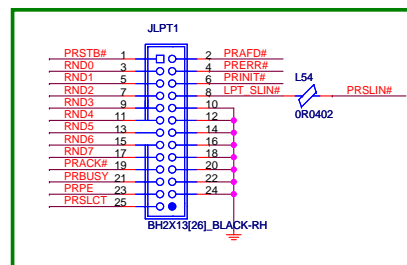 JLPT1
PRSTB# 1 2 PRAFD#
RND0 3 4 PRERR#
RND1 5 6 PRINIT# L54
RND2 7 8 LPT_SLIN# PRSLIN#
RND3 9 10
RND4 11 12 0R0402
RND5 13 14
RND6 15 16
RND7 17 18
PRACK# 19 20
PRBUSY 21 22
PRPE 23 24
PRSLCT 25
BH2X13[26]_BLACK-RH